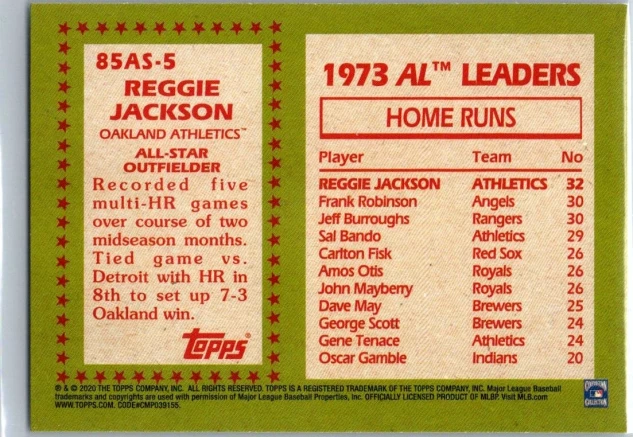 85AS-5
REGGIE
JACKSON
OAKLAND ATHLETICS™
ALL-STAR
OUTFIELDER
Recorded five
multi-HR games
over course of two
midseason months.
Tied game vs.
Detroit with HR in
8th to set up 7-3
Oakland win.
Topps®
1973 AL™ LEADERS
HOME RUNS
Player Team No
REGGIE JACKSON ATHLETICS 32
Frank Robinson Angels 30
Jeff Burroughs Rangers 30
Sal Bando Athletics 29
Carlton Fisk Red Sox 26
Amos Otis Royals 26
John Mayberry Royals 26
Dave May Brewers 25
George Scott Brewers 24
Gene Tenace Athletics 24
Oscar Gamble Indians 20
® & © 2020 THE TOPPS COMPANY, INC. ALL RIGHTS RESERVED. TOPPS IS A REGISTERED TRADEMARK OF THE TOPPS COMPANY, INC. Major League Baseball
trademarks and copyrights are used with permission of Major League Baseball Properties, Inc. OFFICIALLY LICENSED PRODUCT OF MLBP. Visit MLB.com
WWW.TOPPS.COM. CODE#CMP039155.
COOPERSTOWN
COLLECTION